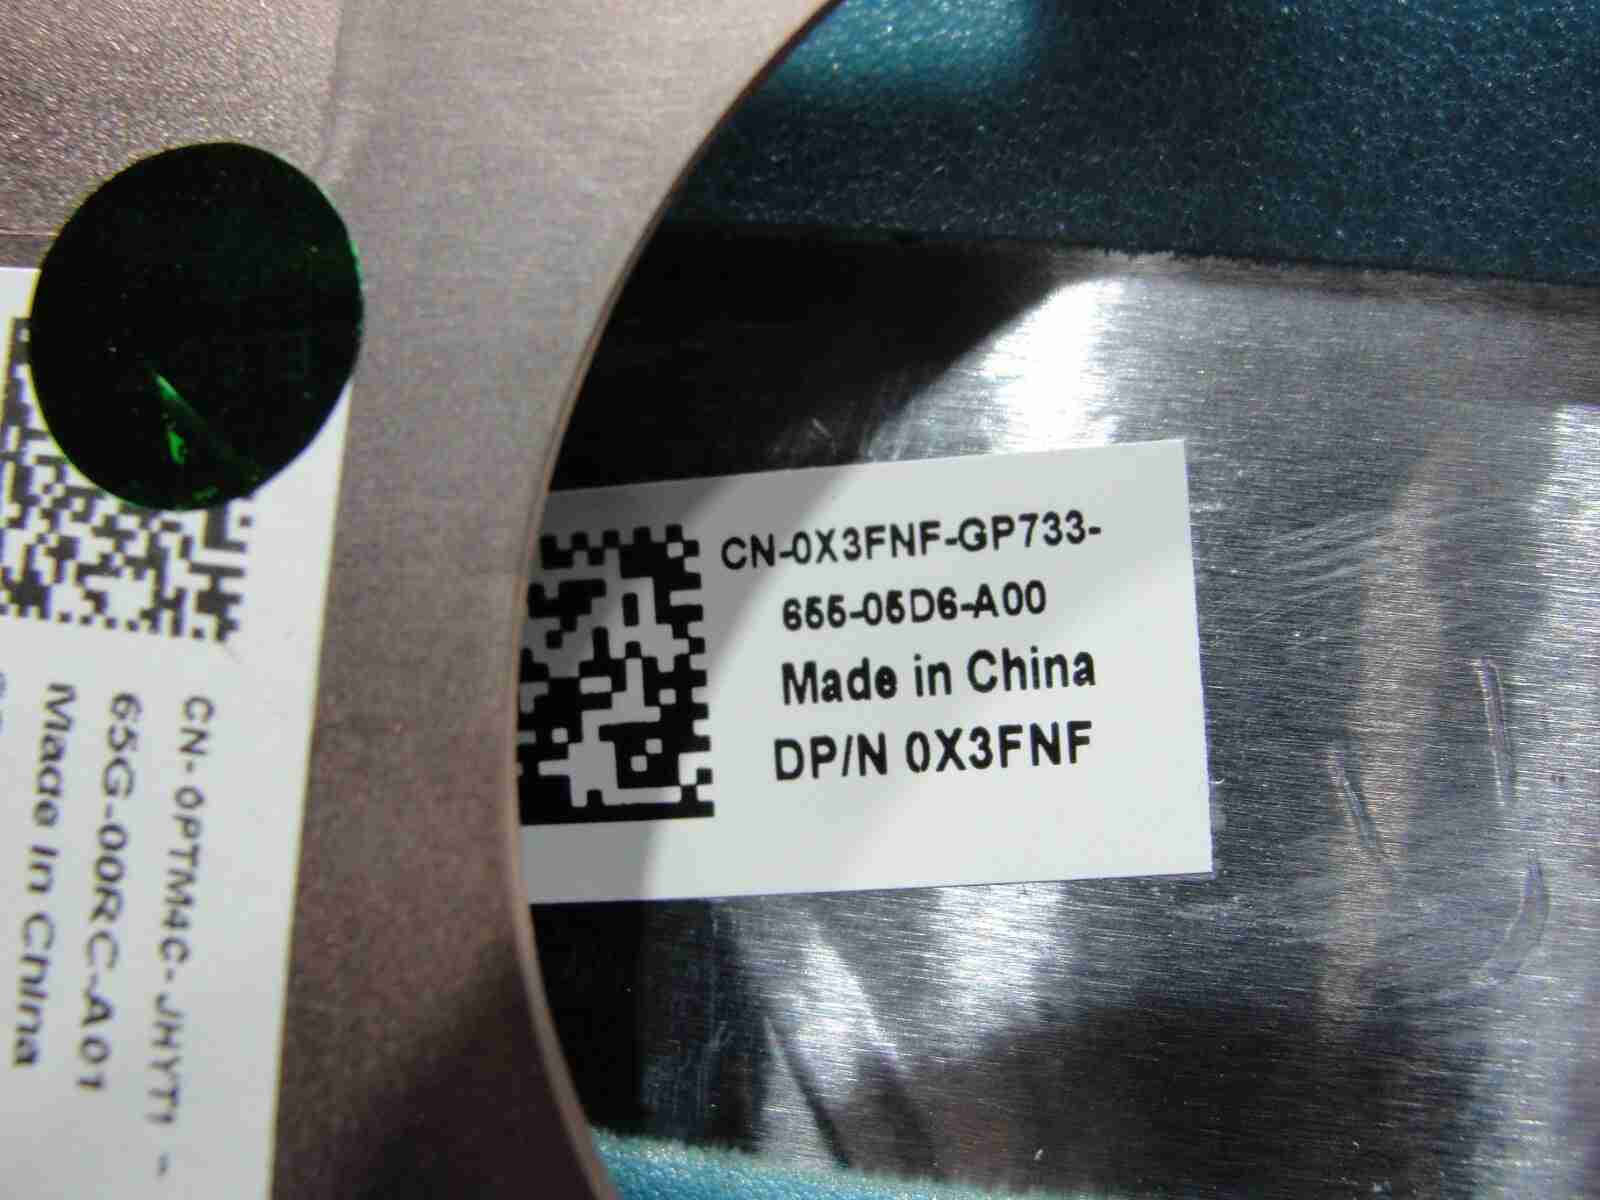 CN-0X3FNF-GP733-
655-05D6-A00
Made in China
DP/N 0X3FNF
CN-0PTM4C-JHYT1-
65G-00RC-A01
Made In China